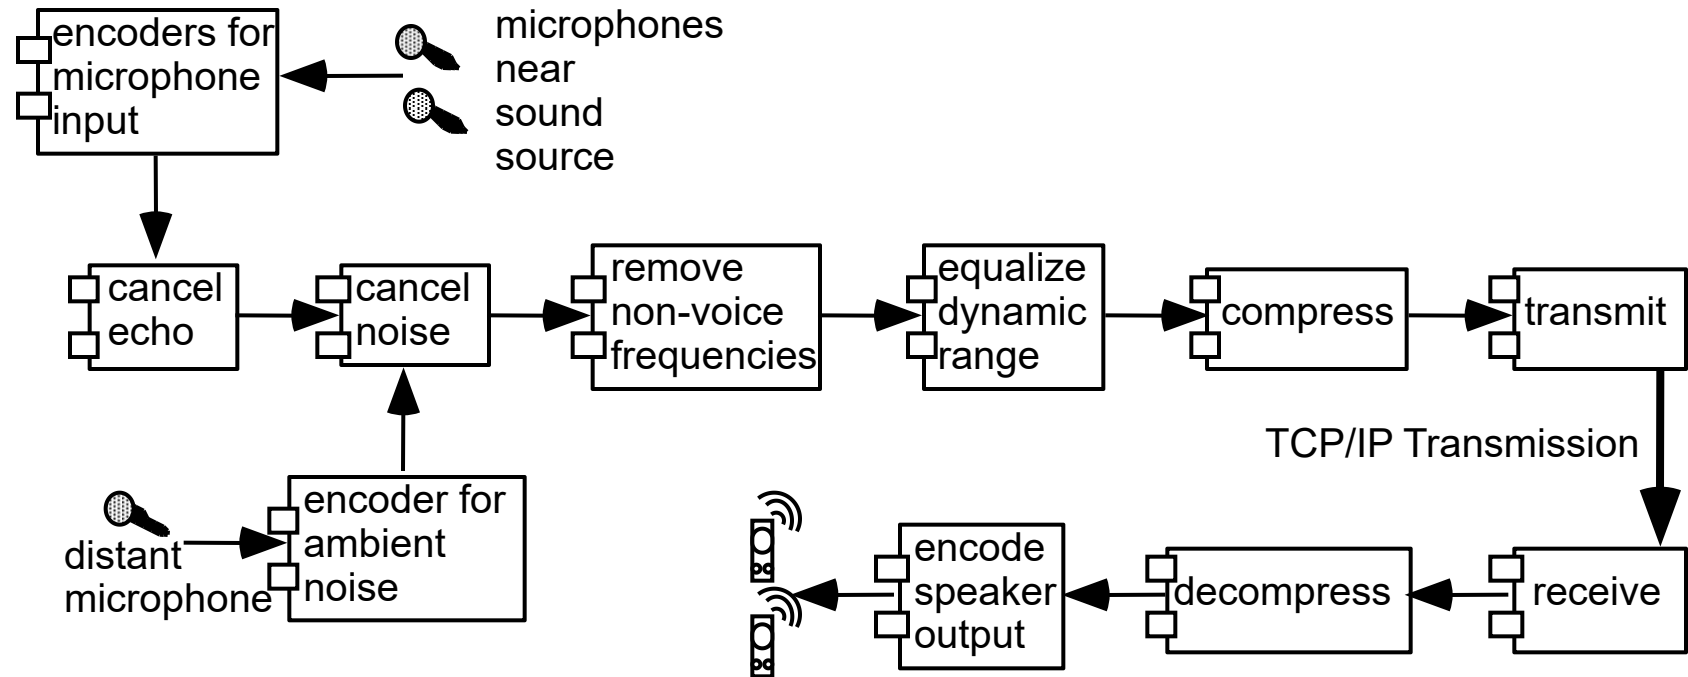 encoders for
microphone
input
microphones
near
sound
source
cancel
echo
cancel
noise
remove
non-voice
frequencies
equalize
dynamic
range
compress
transmit
TCP/IP Transmission
distant
microphone
encoder for
ambient
noise
encode
speaker
output
decompress
receive